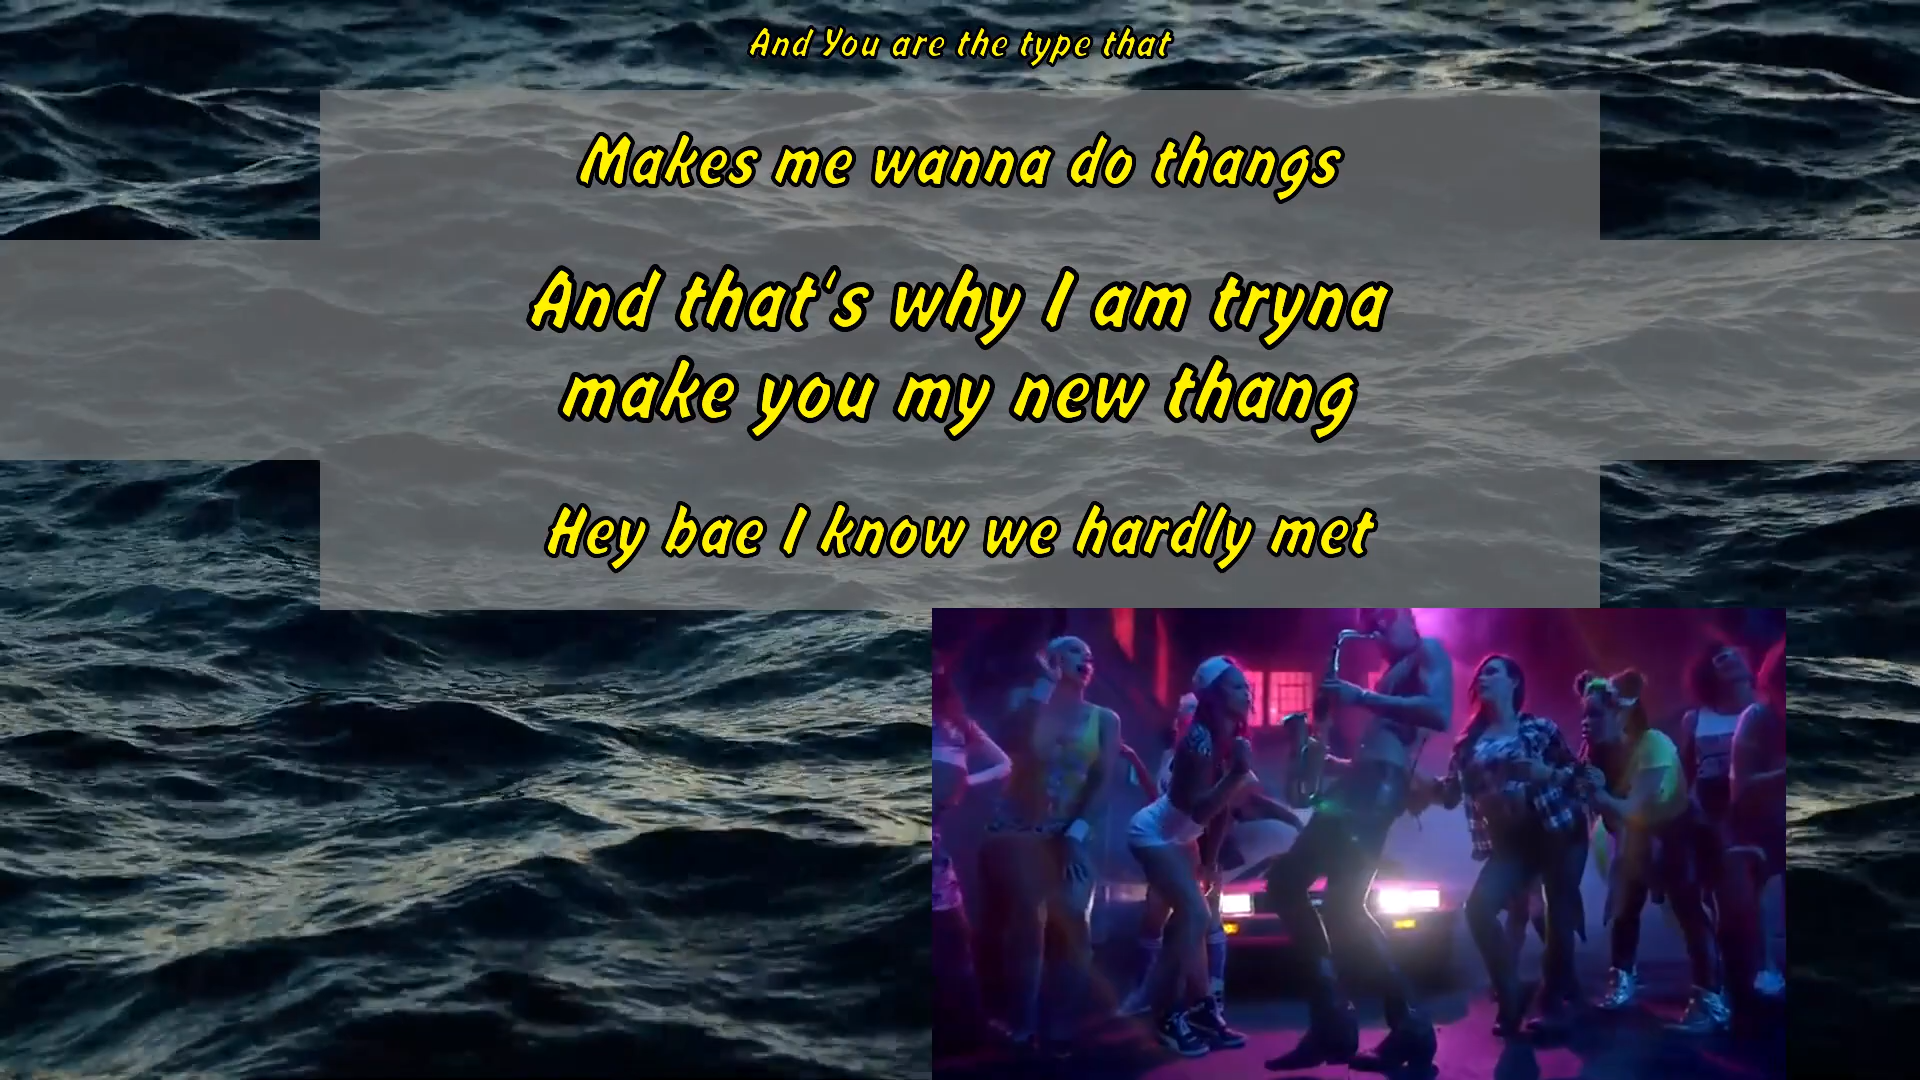 And You are the type that
Makes me wanna do thangs
And that's why I am tryna
make you my new thang
Hey bae I know we hardly met